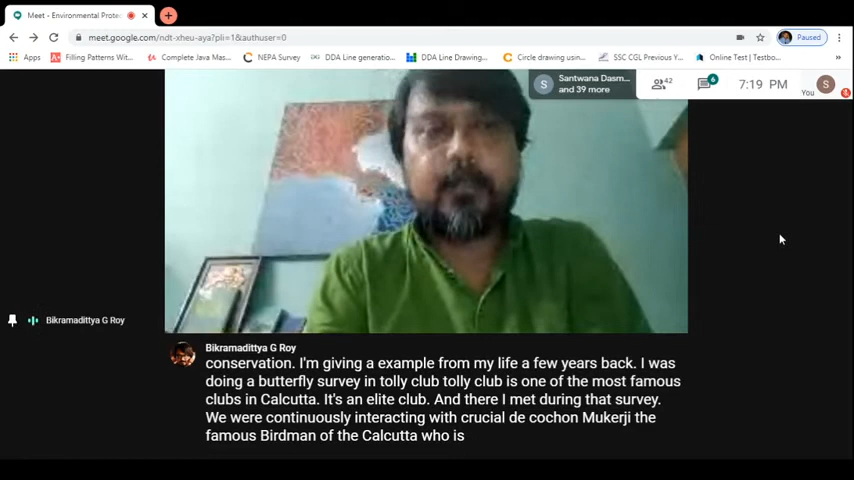 Meet - Environmental Protec
meet.google.com/ndt-xheu-aya?pli=1&authuser=0
Paused
Apps
Filling Patterns Wit...
Complete Java Mas...
NEPA Survey
DDA Line generatio...
DDA Line Drawing...
Circle drawing usin...
SSC CGL Previous Y...
Online Test | Testbo...
»
S
Santwana Dasm...
and 39 more
42
6
7:19 PM
You
S
Bikramadittya G Roy
Bikramadittya G Roy
conservation. I'm giving a example from my life a few years back. I was
doing a butterfly survey in tolly club tolly club is one of the most famous
clubs in Calcutta. It's an elite club. And there I met during that survey.
We were continuously interacting with crucial de cochon Mukerji the
famous Birdman of the Calcutta who is